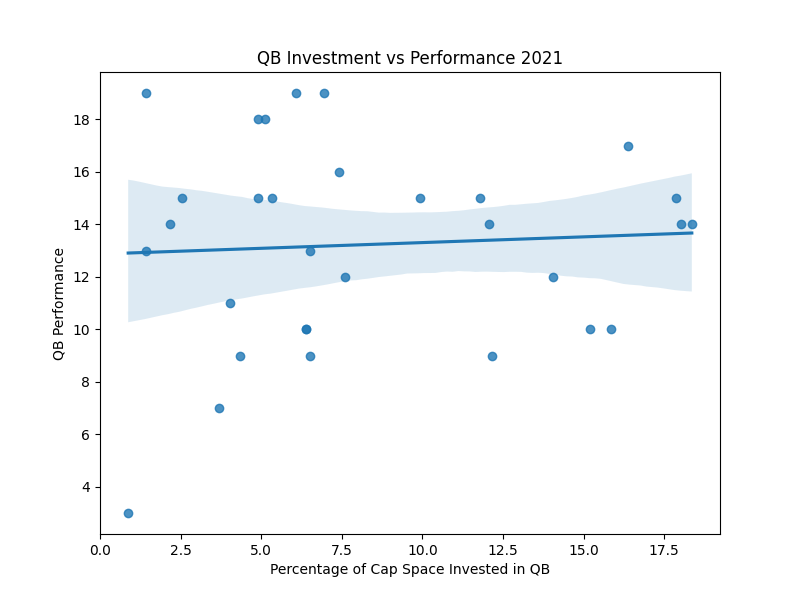 QB Investment vs Performance 2021
18
16
14
12
10
8
6
4
QB Performance
0.0 2.5 5.0 7.5 10.0 12.5 15.0 17.5
Percentage of Cap Space Invested in QB